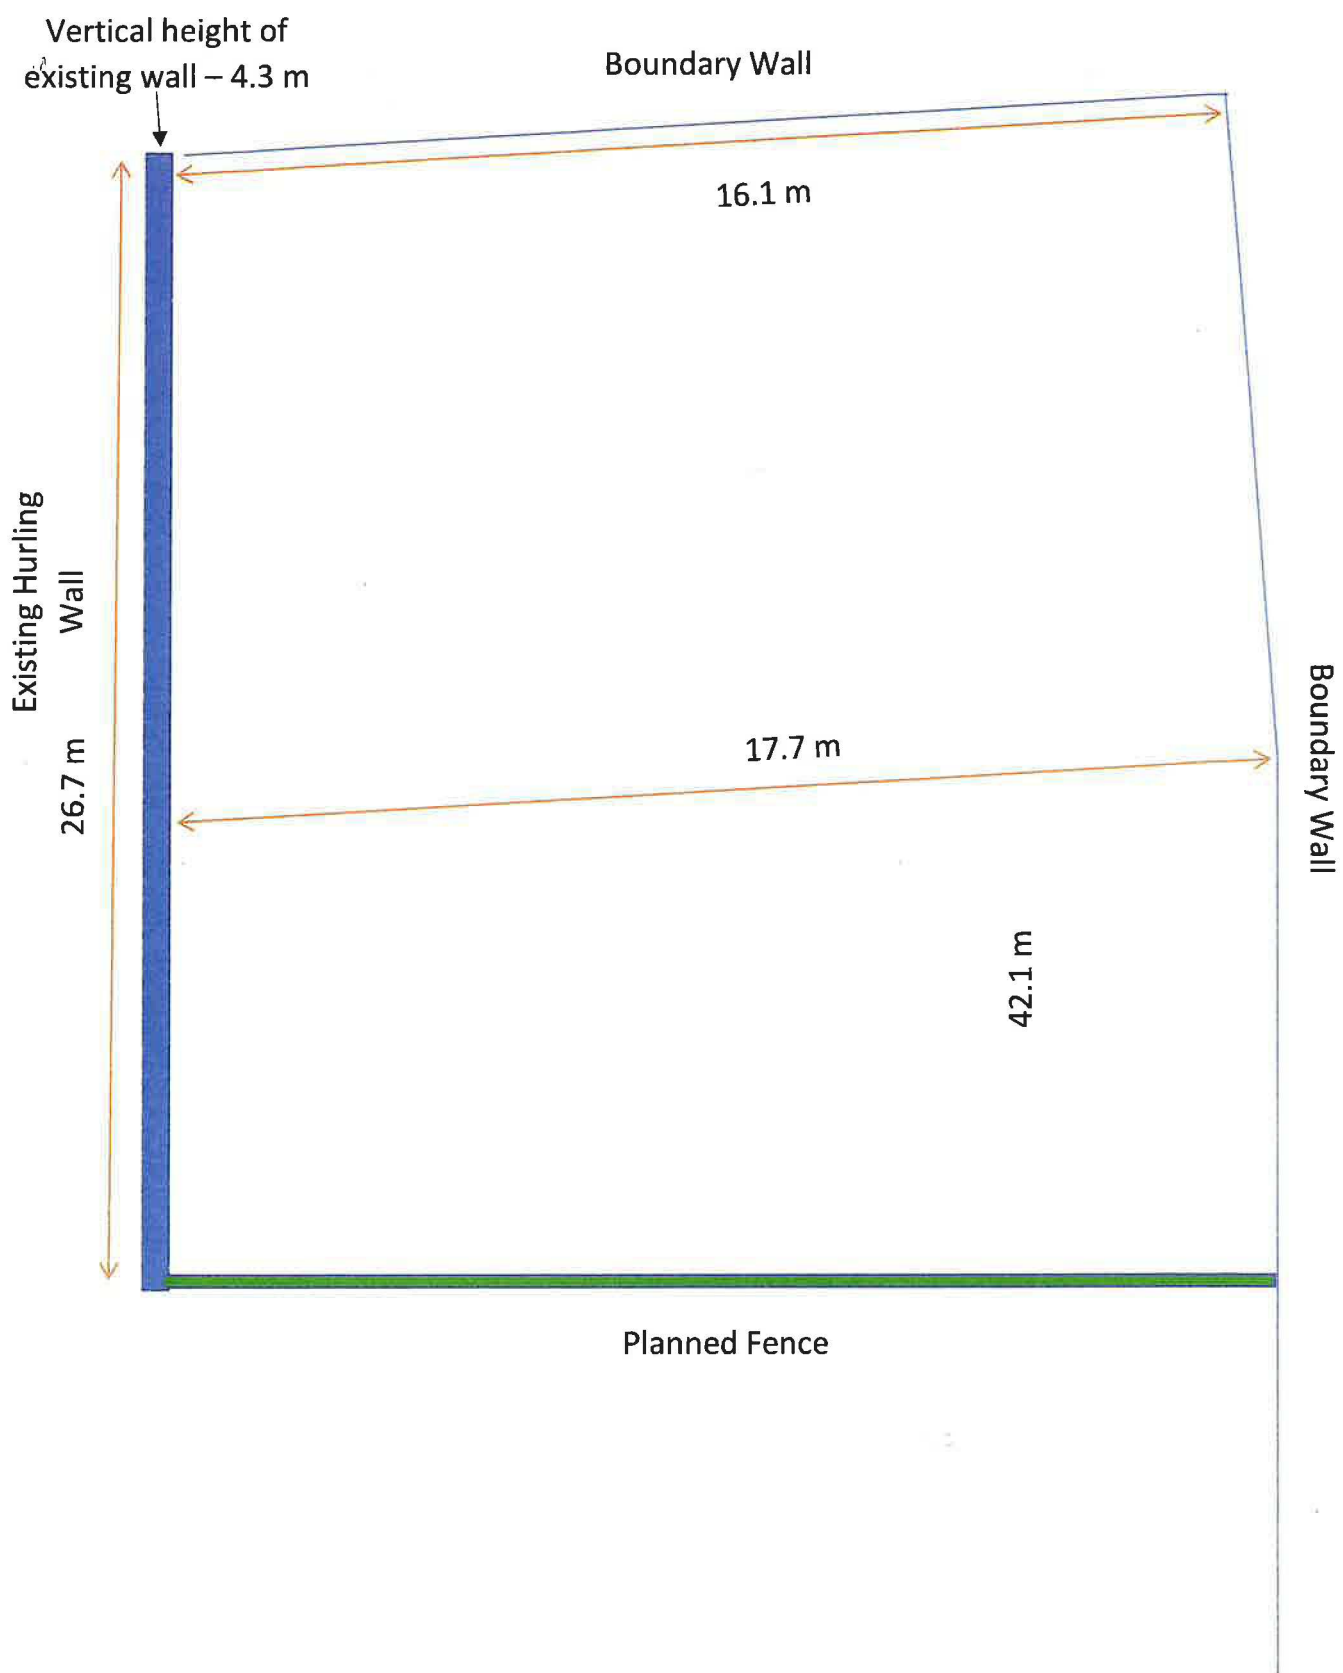 Vertical height of
existing wall – 4.3 m
Boundary Wall
16.1 m
Existing Hurling
Wall
26.7 m
17.7 m
Boundary Wall
42.1 m
Planned Fence